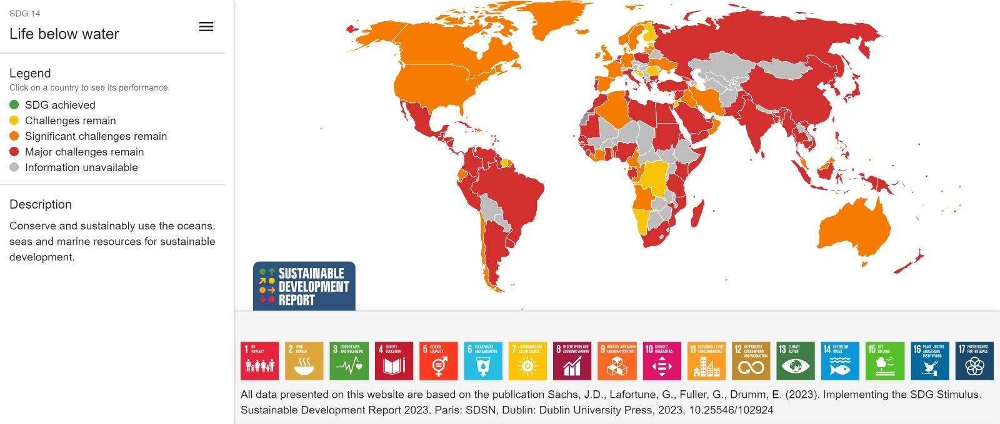 SDG 14
Life below water
Legend
Click on a country to see its performance.
SDG achieved
Challenges remain
Significant challenges remain
Major challenges remain
Information unavailable
Description
Conserve and sustainably use the oceans,
seas and marine resources for sustainable
development.
SUSTAINABLE
DEVELOPMENT
REPORT
1 NO
POVERTY
2 ZERO
HUNGER
3 GOOD HEALTH
AND WELL-BEING
4 QUALITY
EDUCATION
5 GENDER
EQUALITY
6 CLEAN WATER
AND SANITATION
7 AFFORDABLE AND
CLEAN ENERGY
8 DECENT WORK AND
ECONOMIC GROWTH
9 INDUSTRY, INNOVATION
AND INFRASTRUCTURE
10 REDUCED
INEQUALITIES
11 SUSTAINABLE CITIES
AND COMMUNITIES
12 RESPONSIBLE
CONSUMPTION
AND PRODUCTION
13 CLIMATE
ACTION
14 LIFE BELOW
WATER
15 LIFE
ON LAND
16 PEACE, JUSTICE
AND STRONG
INSTITUTIONS
17 PARTNERSHIPS
FOR THE GOALS
All data presented on this website are based on the publication Sachs, J.D., Lafortune, G., Fuller, G., Drumm, E. (2023). Implementing the SDG Stimulus.
Sustainable Development Report 2023. Paris: SDSN, Dublin: Dublin University Press, 2023. 10.25546/102924